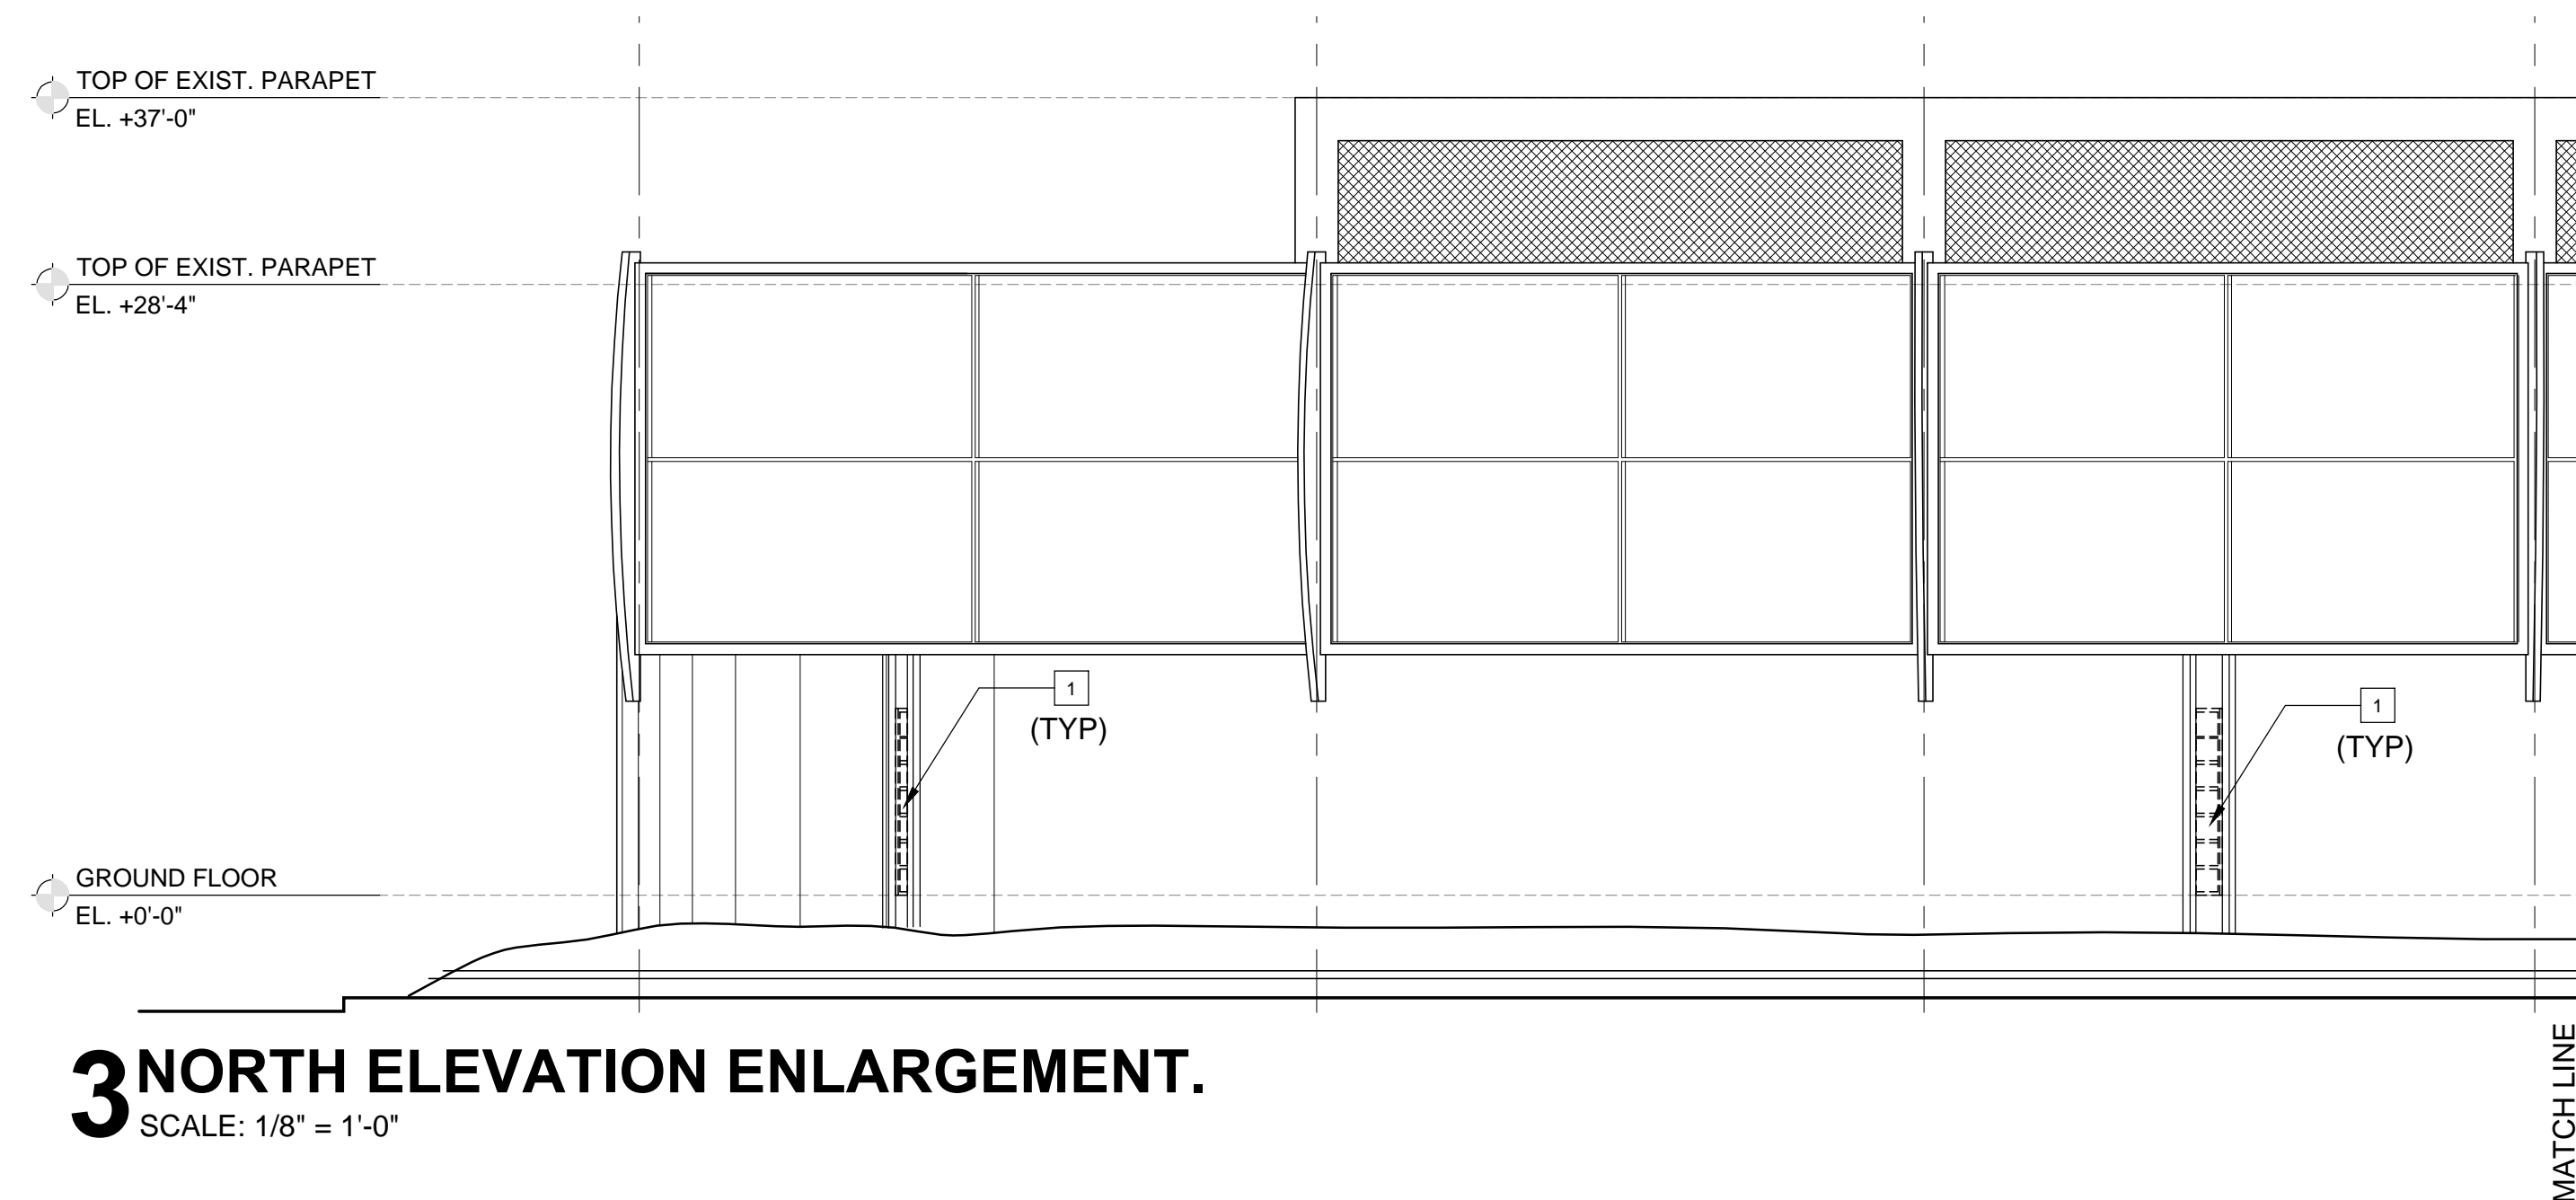 TOP OF EXIST. PARAPET
EL. +37'-0"
TOP OF EXIST. PARAPET
EL. +28'-4"
1
(TYP)
1
(TYP)
GROUND FLOOR
EL. +0'-0"
3 NORTH ELEVATION ENLARGEMENT.
SCALE: 1/8" = 1'-0"
MATCH LINE